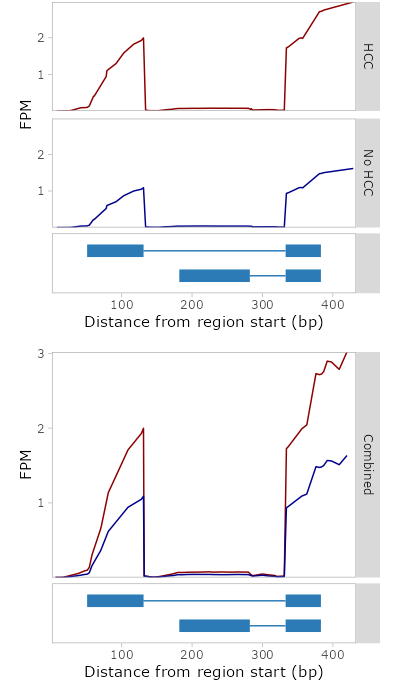 2
1
HCC
FPM
2
1
No HCC
100 200 300 400
Distance from region start (bp)
3
2
1
FPM
Combined
100 200 300 400
Distance from region start (bp)